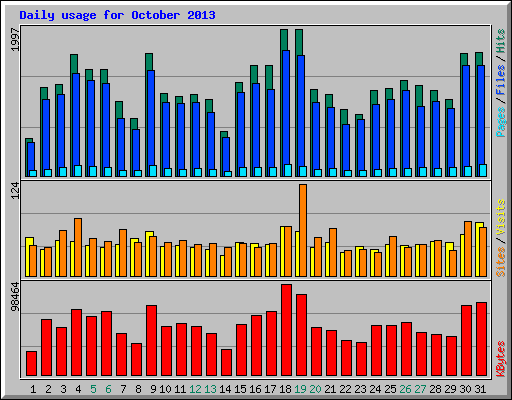 Daily usage for October 2013
1997
Pages / Files / Hits
124
Sites / Visits
98464
KBytes
1 2 3 4 5 6 7 8 9 10 11 12 13 14 15 16 17 18 19 20 21 22 23 24 25 26 27 28 29 30 31